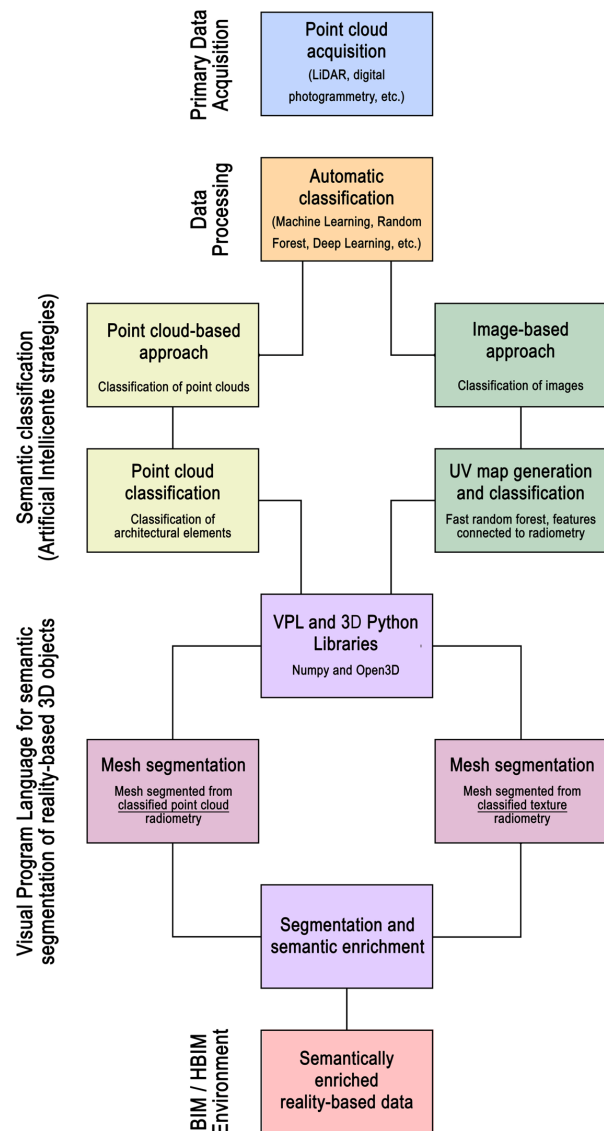 Primary Data
Acquisition
Point cloud
acquisition
(LiDAR, digital
photogrammetry, etc.)
Data
Processing
Automatic
classification
(Machine Learning, Random
Forest, Deep Learning, etc.)
Semantic classification
(Artificial Intellicente strategies)
Point cloud-based
approach
Classification of point clouds
Image-based
approach
Classification of images
Point cloud
classification
Classification of
architectural elements
UV map generation
and classification
Fast random forest, features
connected to radiometry
Visual Program Language for semantic
segmentation of reality-based 3D objects
VPL and 3D Python
Libraries
Numpy and Open3D
Mesh segmentation
Mesh segmented from
classified point cloud
radiometry
Mesh segmentation
Mesh segmented from
classified texture
radiometry
Segmentation and
semantic enrichment
BIM / HBIM
Environment
Semantically
enriched
reality-based data